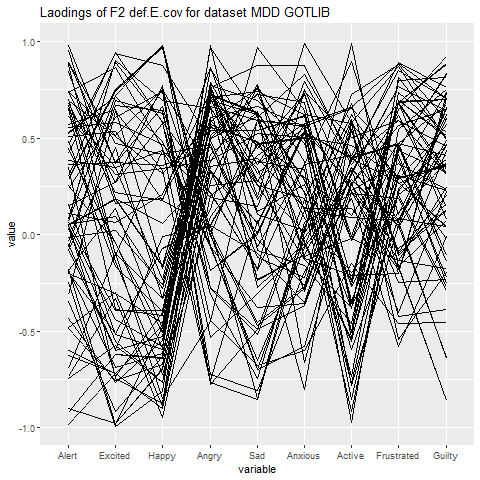 Laodings of F2 def.E.cov for dataset MDD GOTLIB
1.0
0.5
0.0
-0.5
-1.0
value
Alert Excited Happy Angry Sad Anxious Active Frustrated Guilty
variable